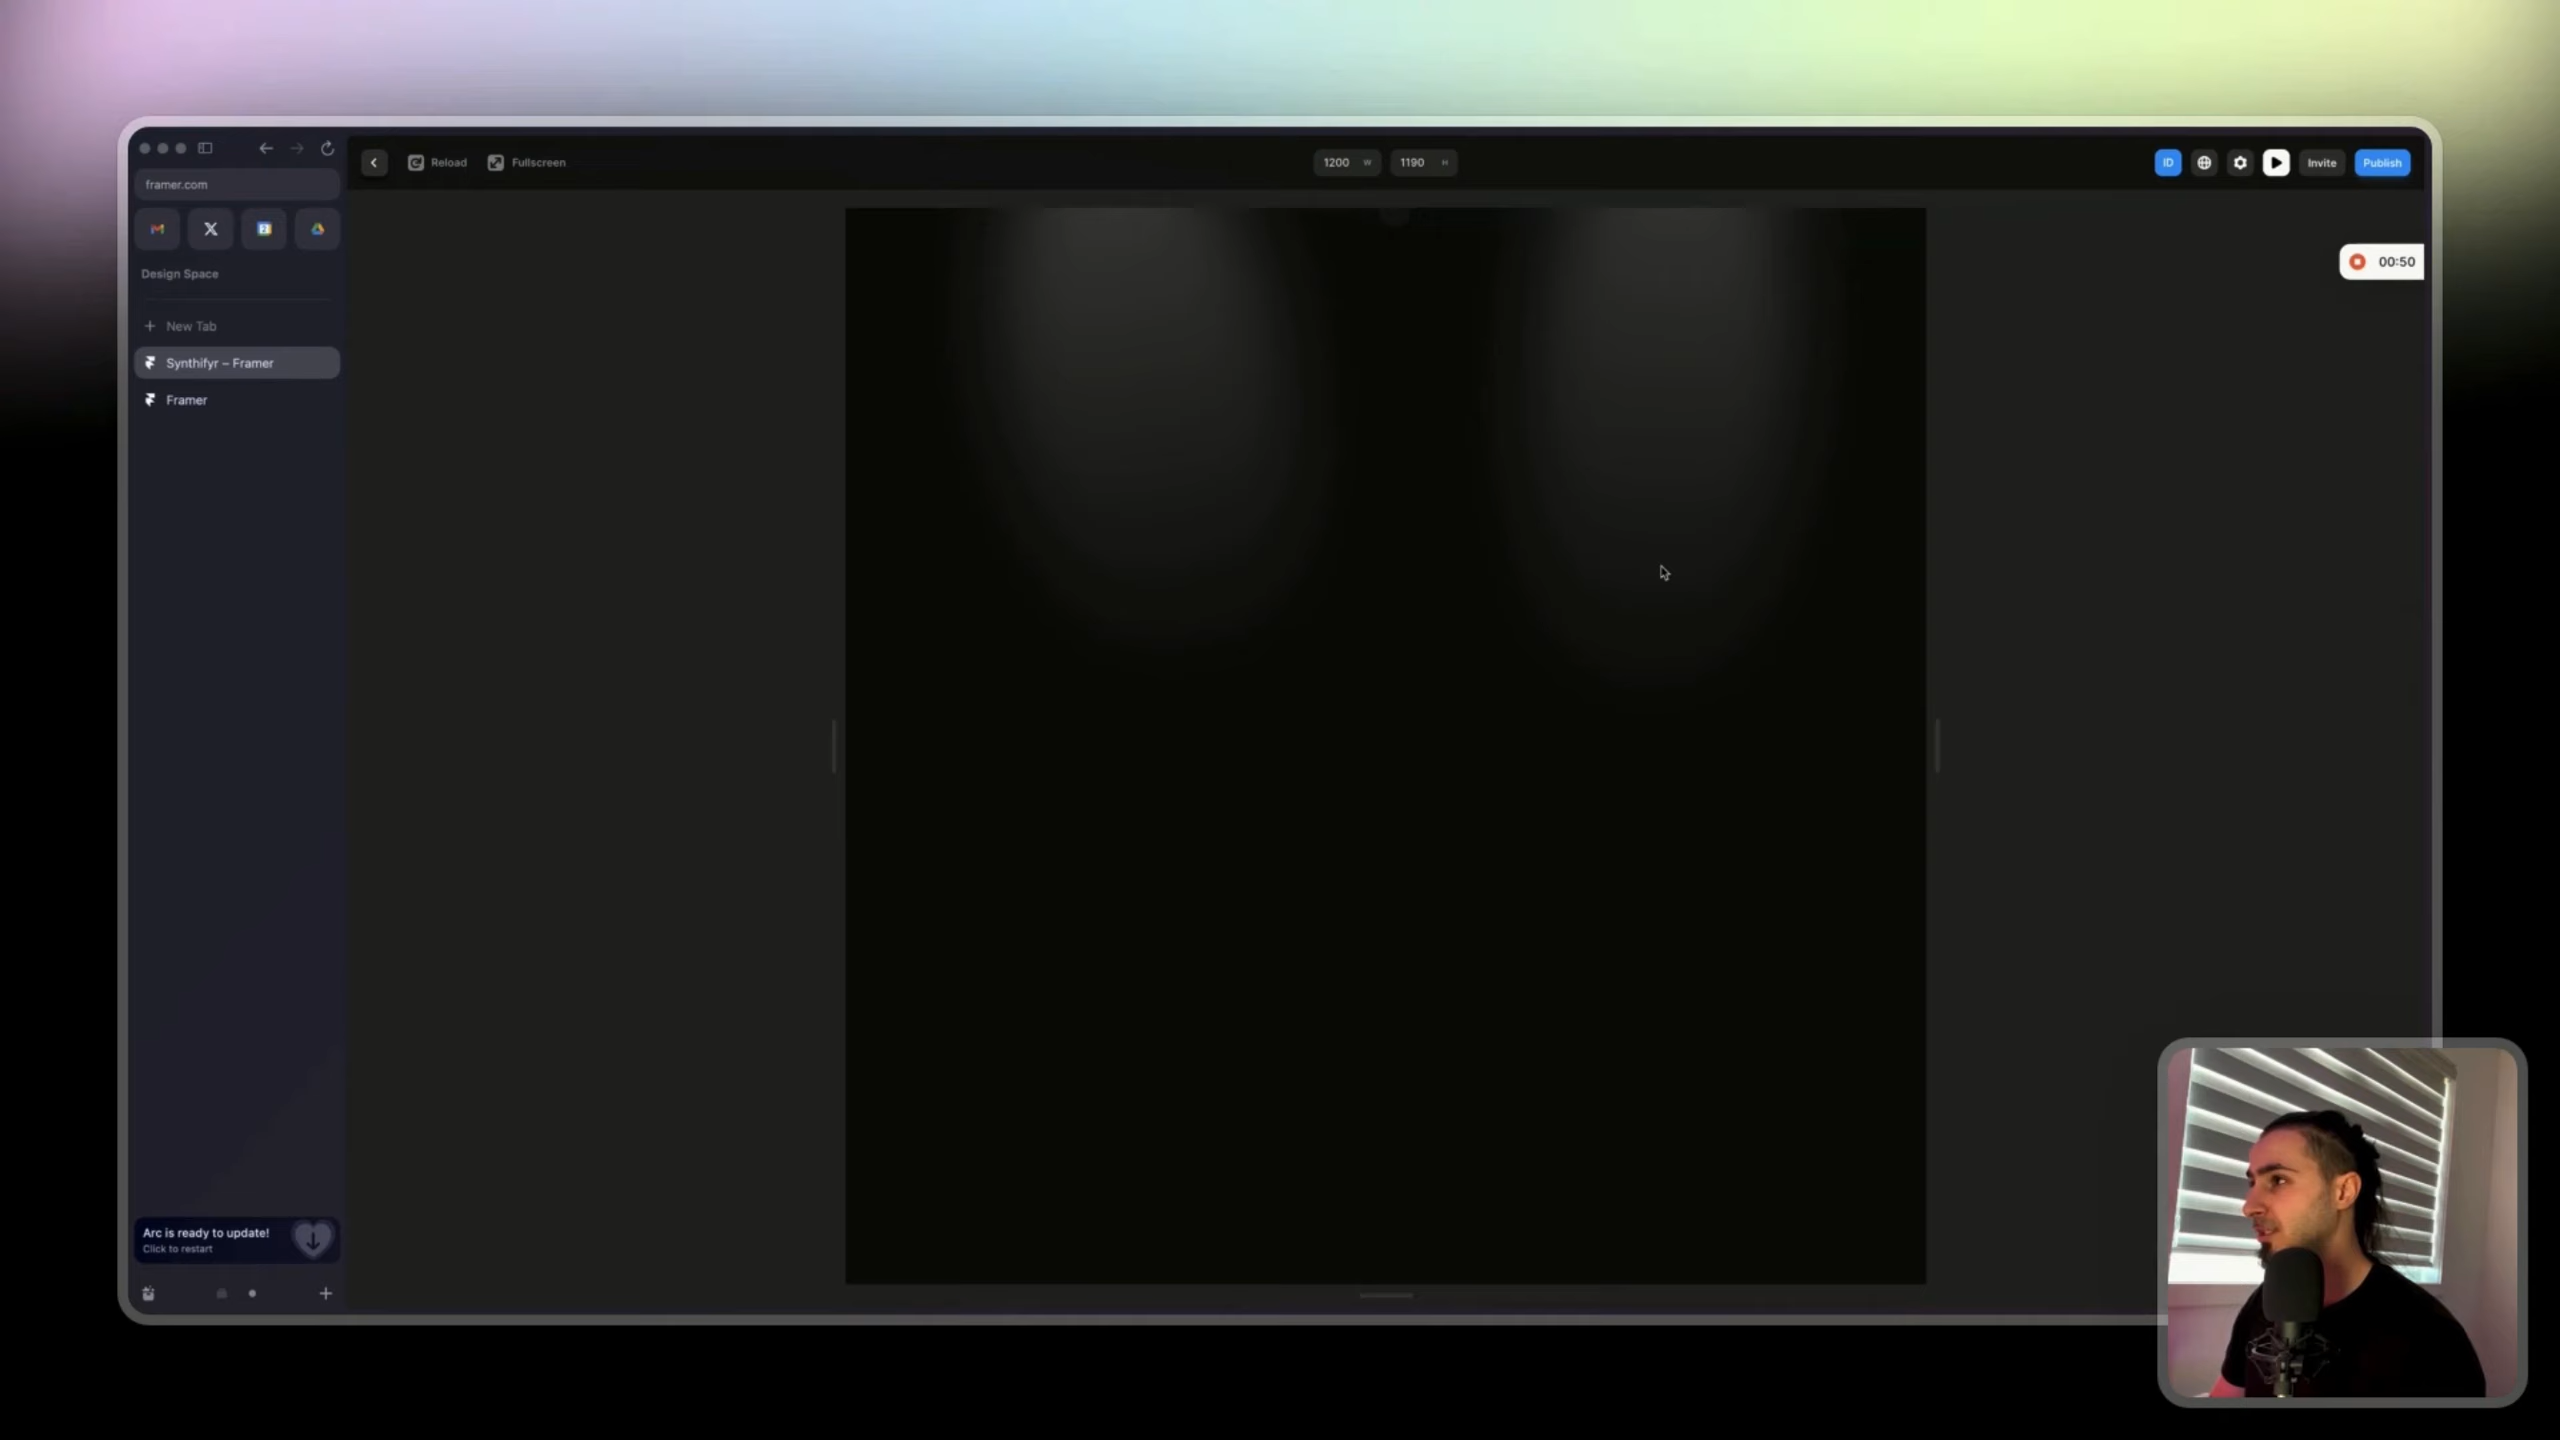 framer.com
Design Space
New Tab
Synthifyr – Framer
Framer
Arc is ready to update!
Click to restart
Reload
Fullscreen
1200 W
1190 H
ID
Invite
Publish
00:50